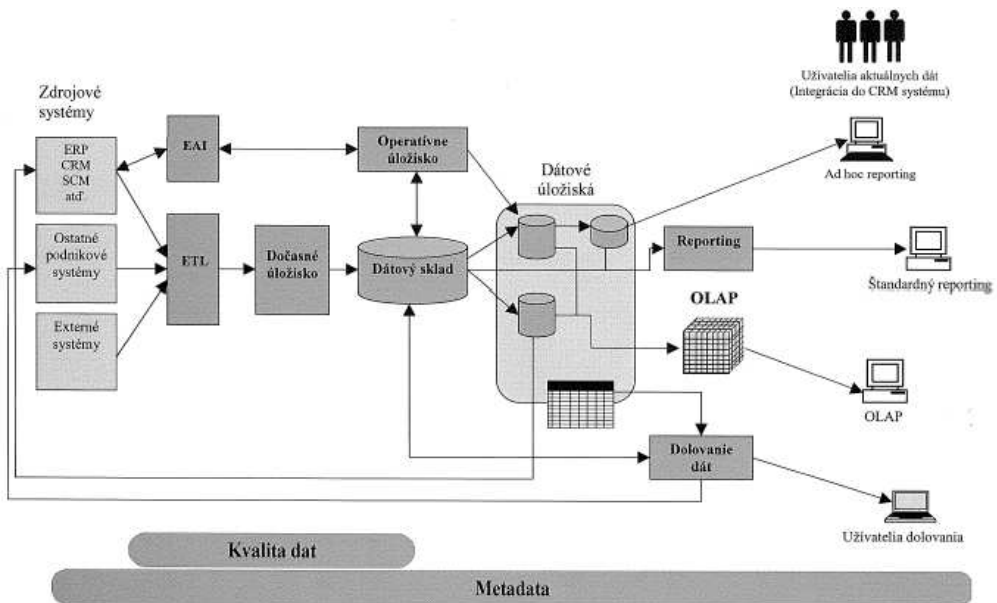 Užívatelia aktuálnych dát
(Integrácia do CRM systému)
Zdrojové
systémy
ERP
CRM
SCM
atď.
EAI
Operatívne
úložisko
Dátové
úložiská
Ad hoc reporting
Ostatné
podnikové
systémy
ETL
Dočasné
úložisko
Dátový sklad
Reporting
Štandardný reporting
OLAP
Externé
systémy
OLAP
Dolovanie
dát
Užívatelia dolovania
Kvalita dat
Metadata